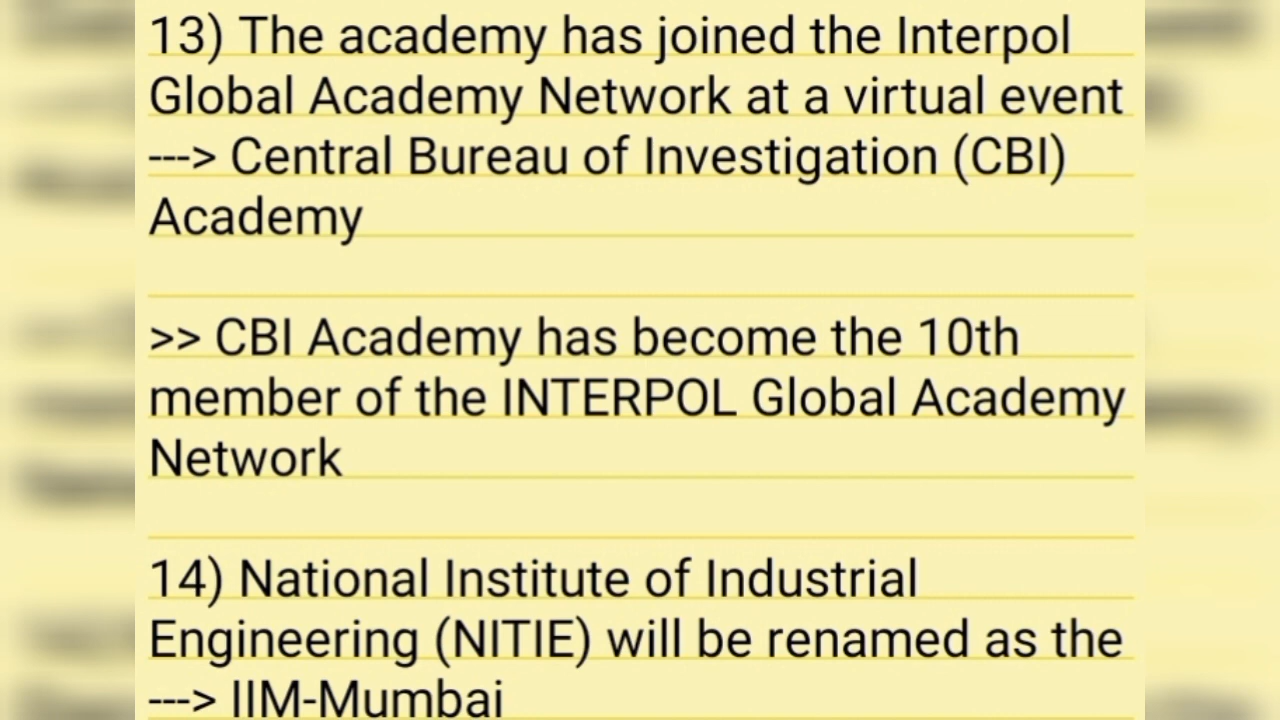 13) The academy has joined the Interpol
Global Academy Network at a virtual event
---> Central Bureau of Investigation (CBI)
Academy
>> CBI Academy has become the 10th
member of the INTERPOL Global Academy
Network
14) National Institute of Industrial
Engineering (NITIE) will be renamed as the
---> IIM-Mumbai